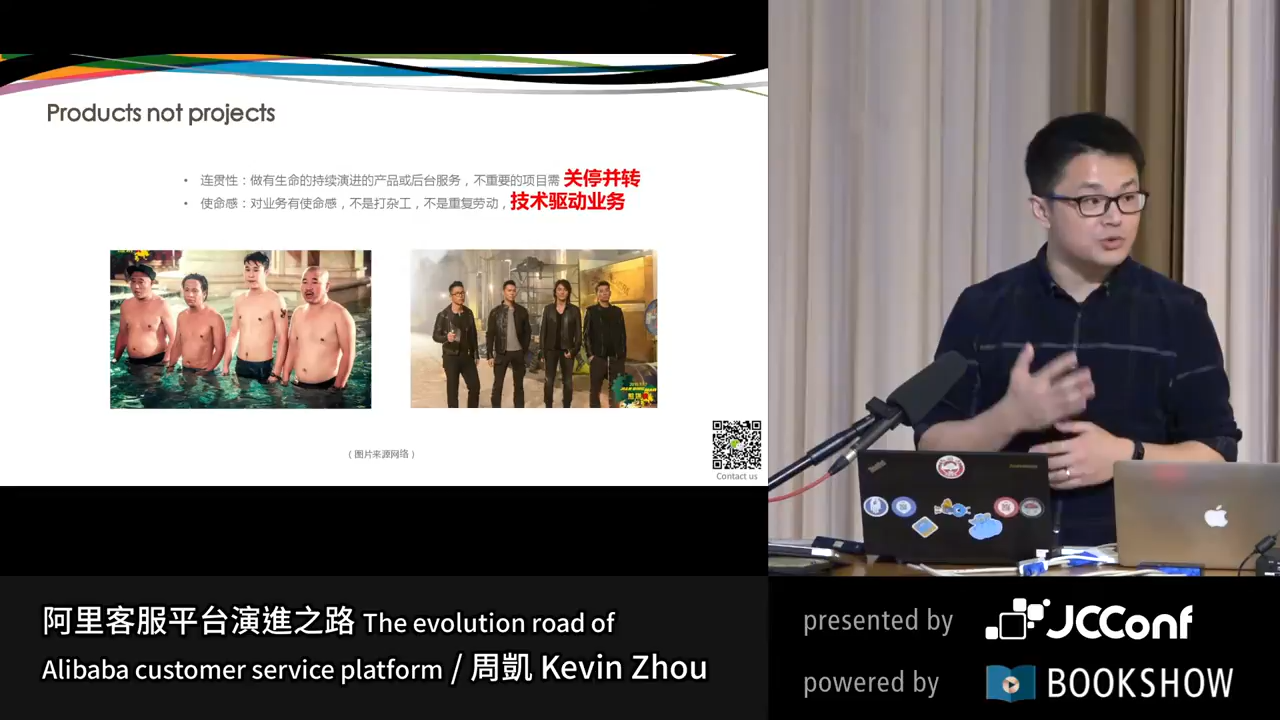 Products not projects
• 连贯性：做有生命的持续演进的产品或后台服务，不重要的项目需 关停并转
• 使命感：对业务有使命感，不是打杂工，不是重复劳动，技术驱动业务
（图片来源网络）
Contact us
阿里客服平台演進之路 The evolution road of
Alibaba customer service platform / 周凱 Kevin Zhou
presented by JCConf
powered by BOOKSHOW